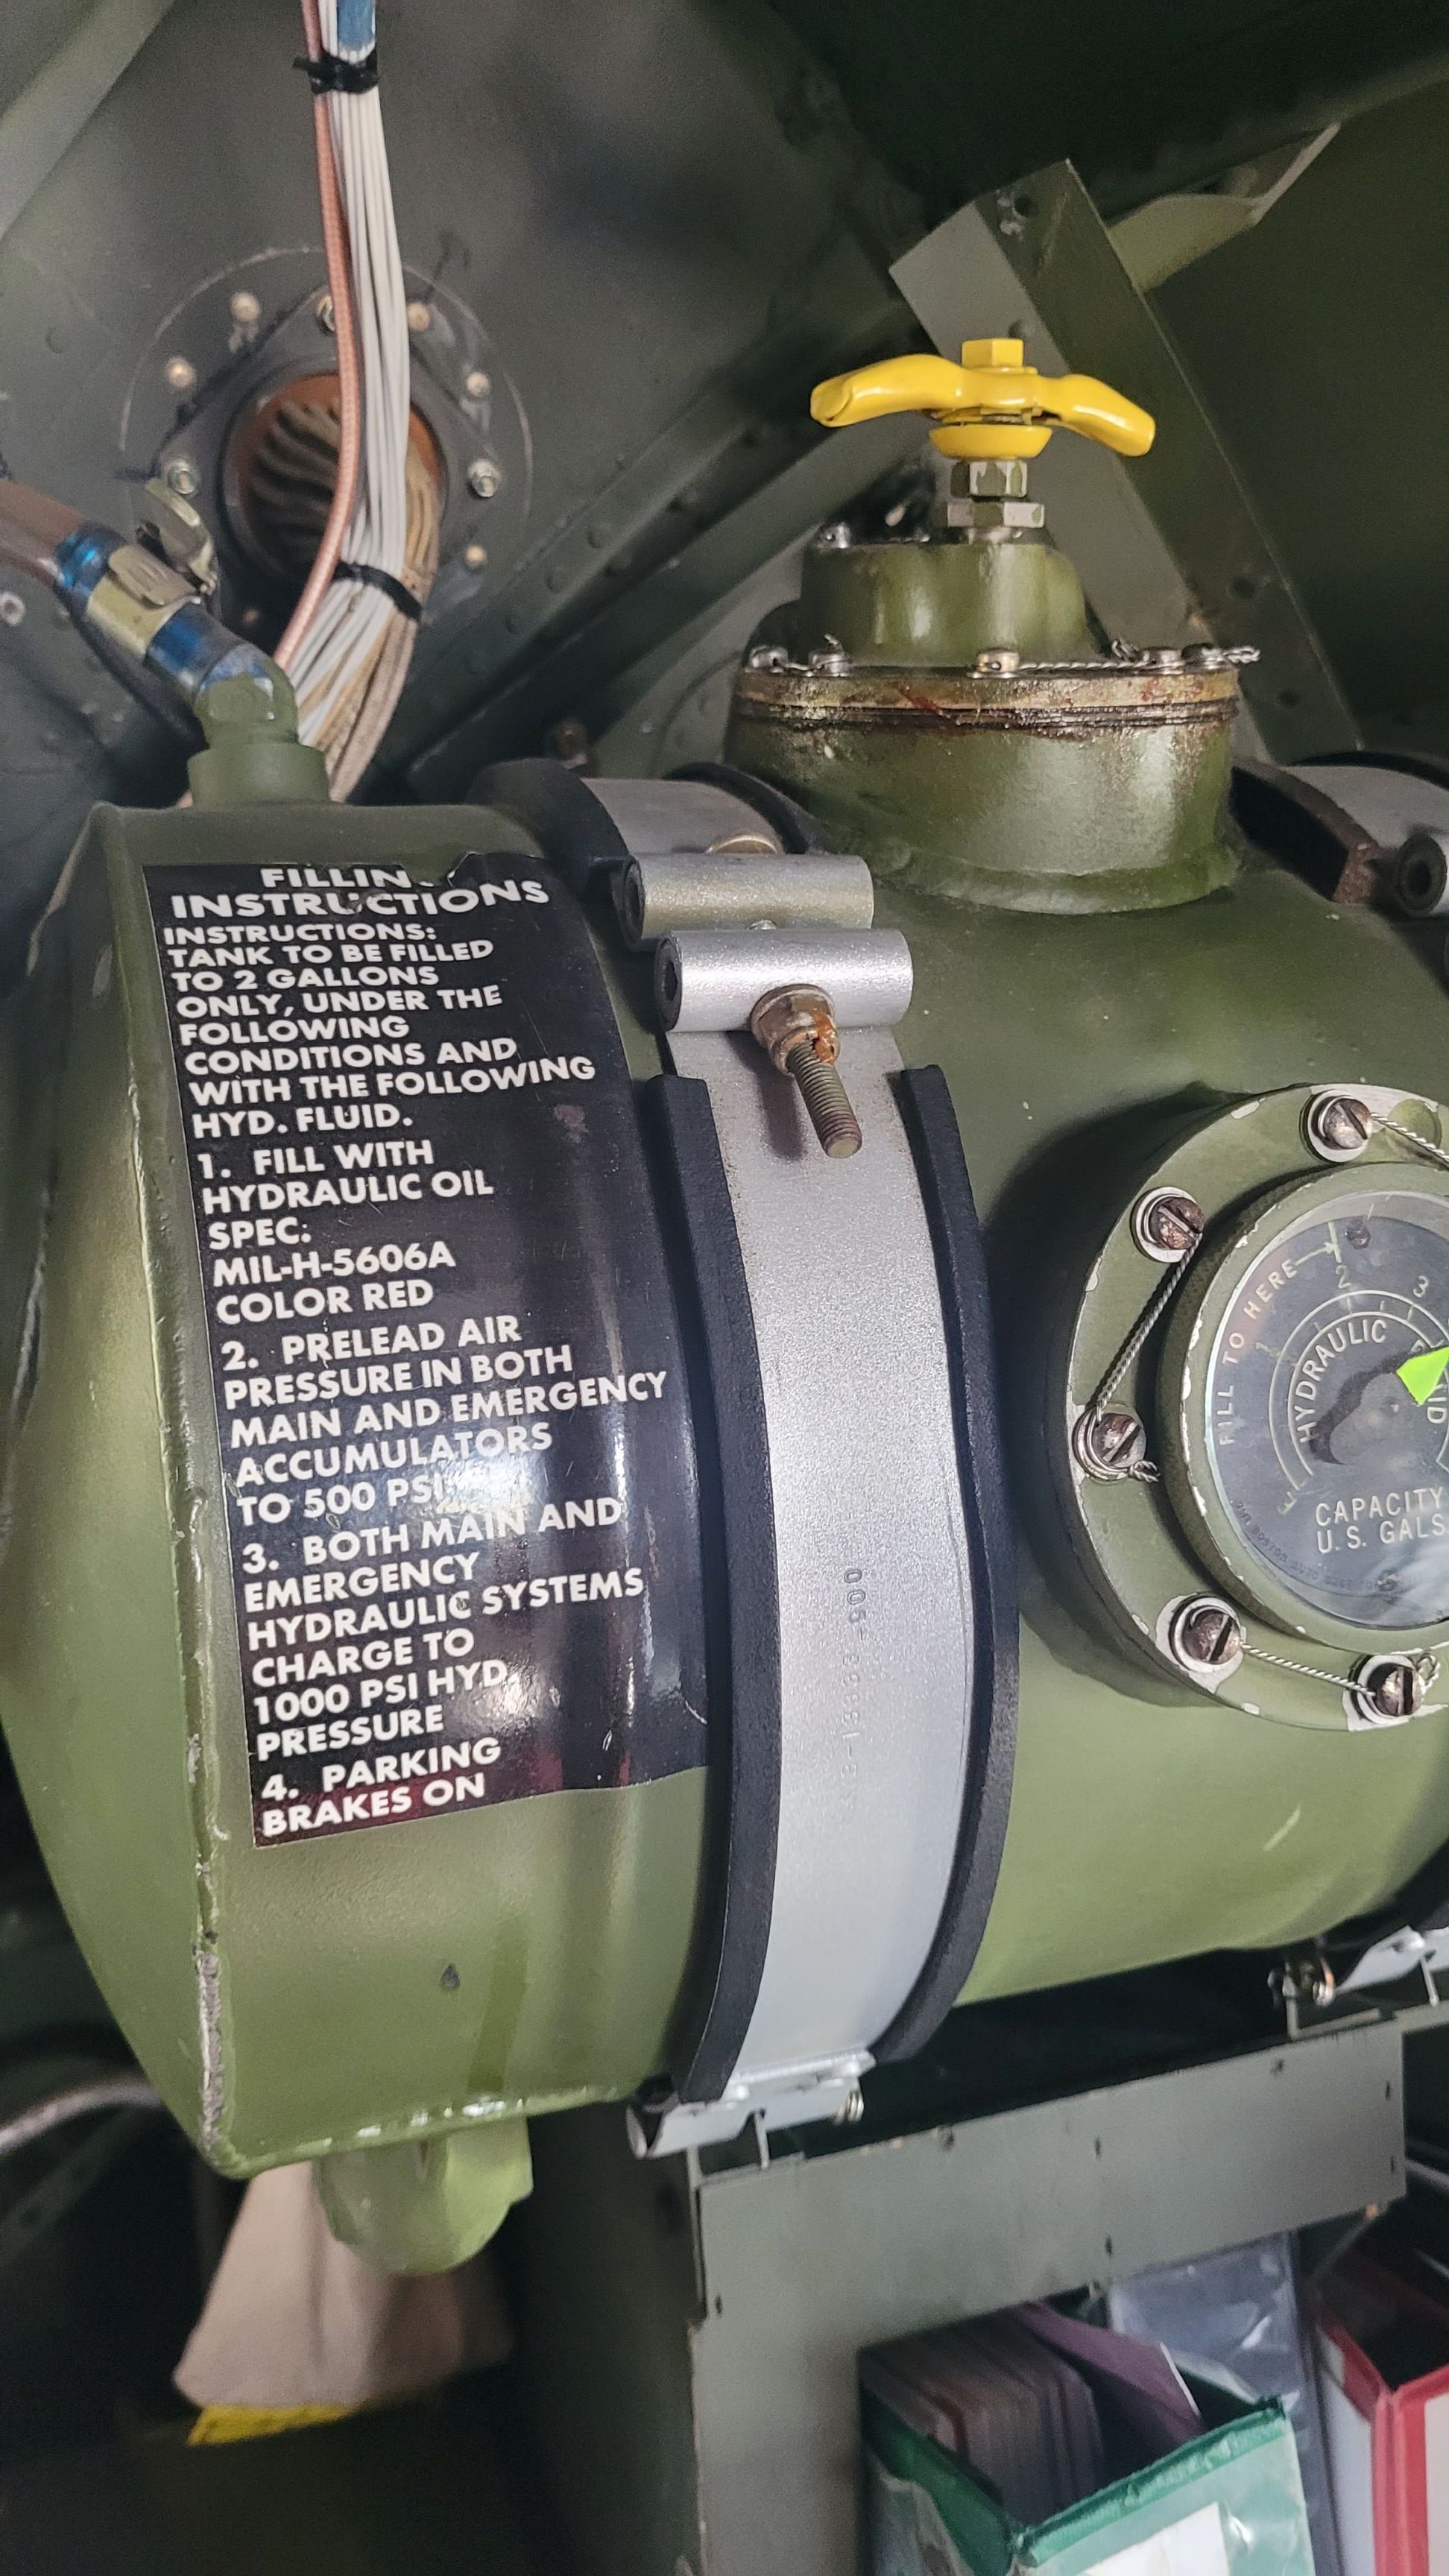 FILLIN
INSTRUCTIONS
INSTRUCTIONS:
TANK TO BE FILLED
TO 2 GALLONS
ONLY, UNDER THE
FOLLOWING
CONDITIONS AND
WITH THE FOLLOWING
HYD. FLUID.
1. FILL WITH
HYDRAULIC OIL
SPEC:
MIL-H-5606A
COLOR RED
2. PRELEAD AIR
PRESSURE IN BOTH
MAIN AND EMERGENCY
ACCUMULATORS
TO 500 PSI
3. BOTH MAIN AND
EMERGENCY
HYDRAULIC SYSTEMS
CHARGE TO
1000 PSI HYD.
PRESSURE
4. PARKING
BRAKES ON
FILL TO HERE
1 2 3
HYDRAULIC
E
CAPACITY
U.S. GALS